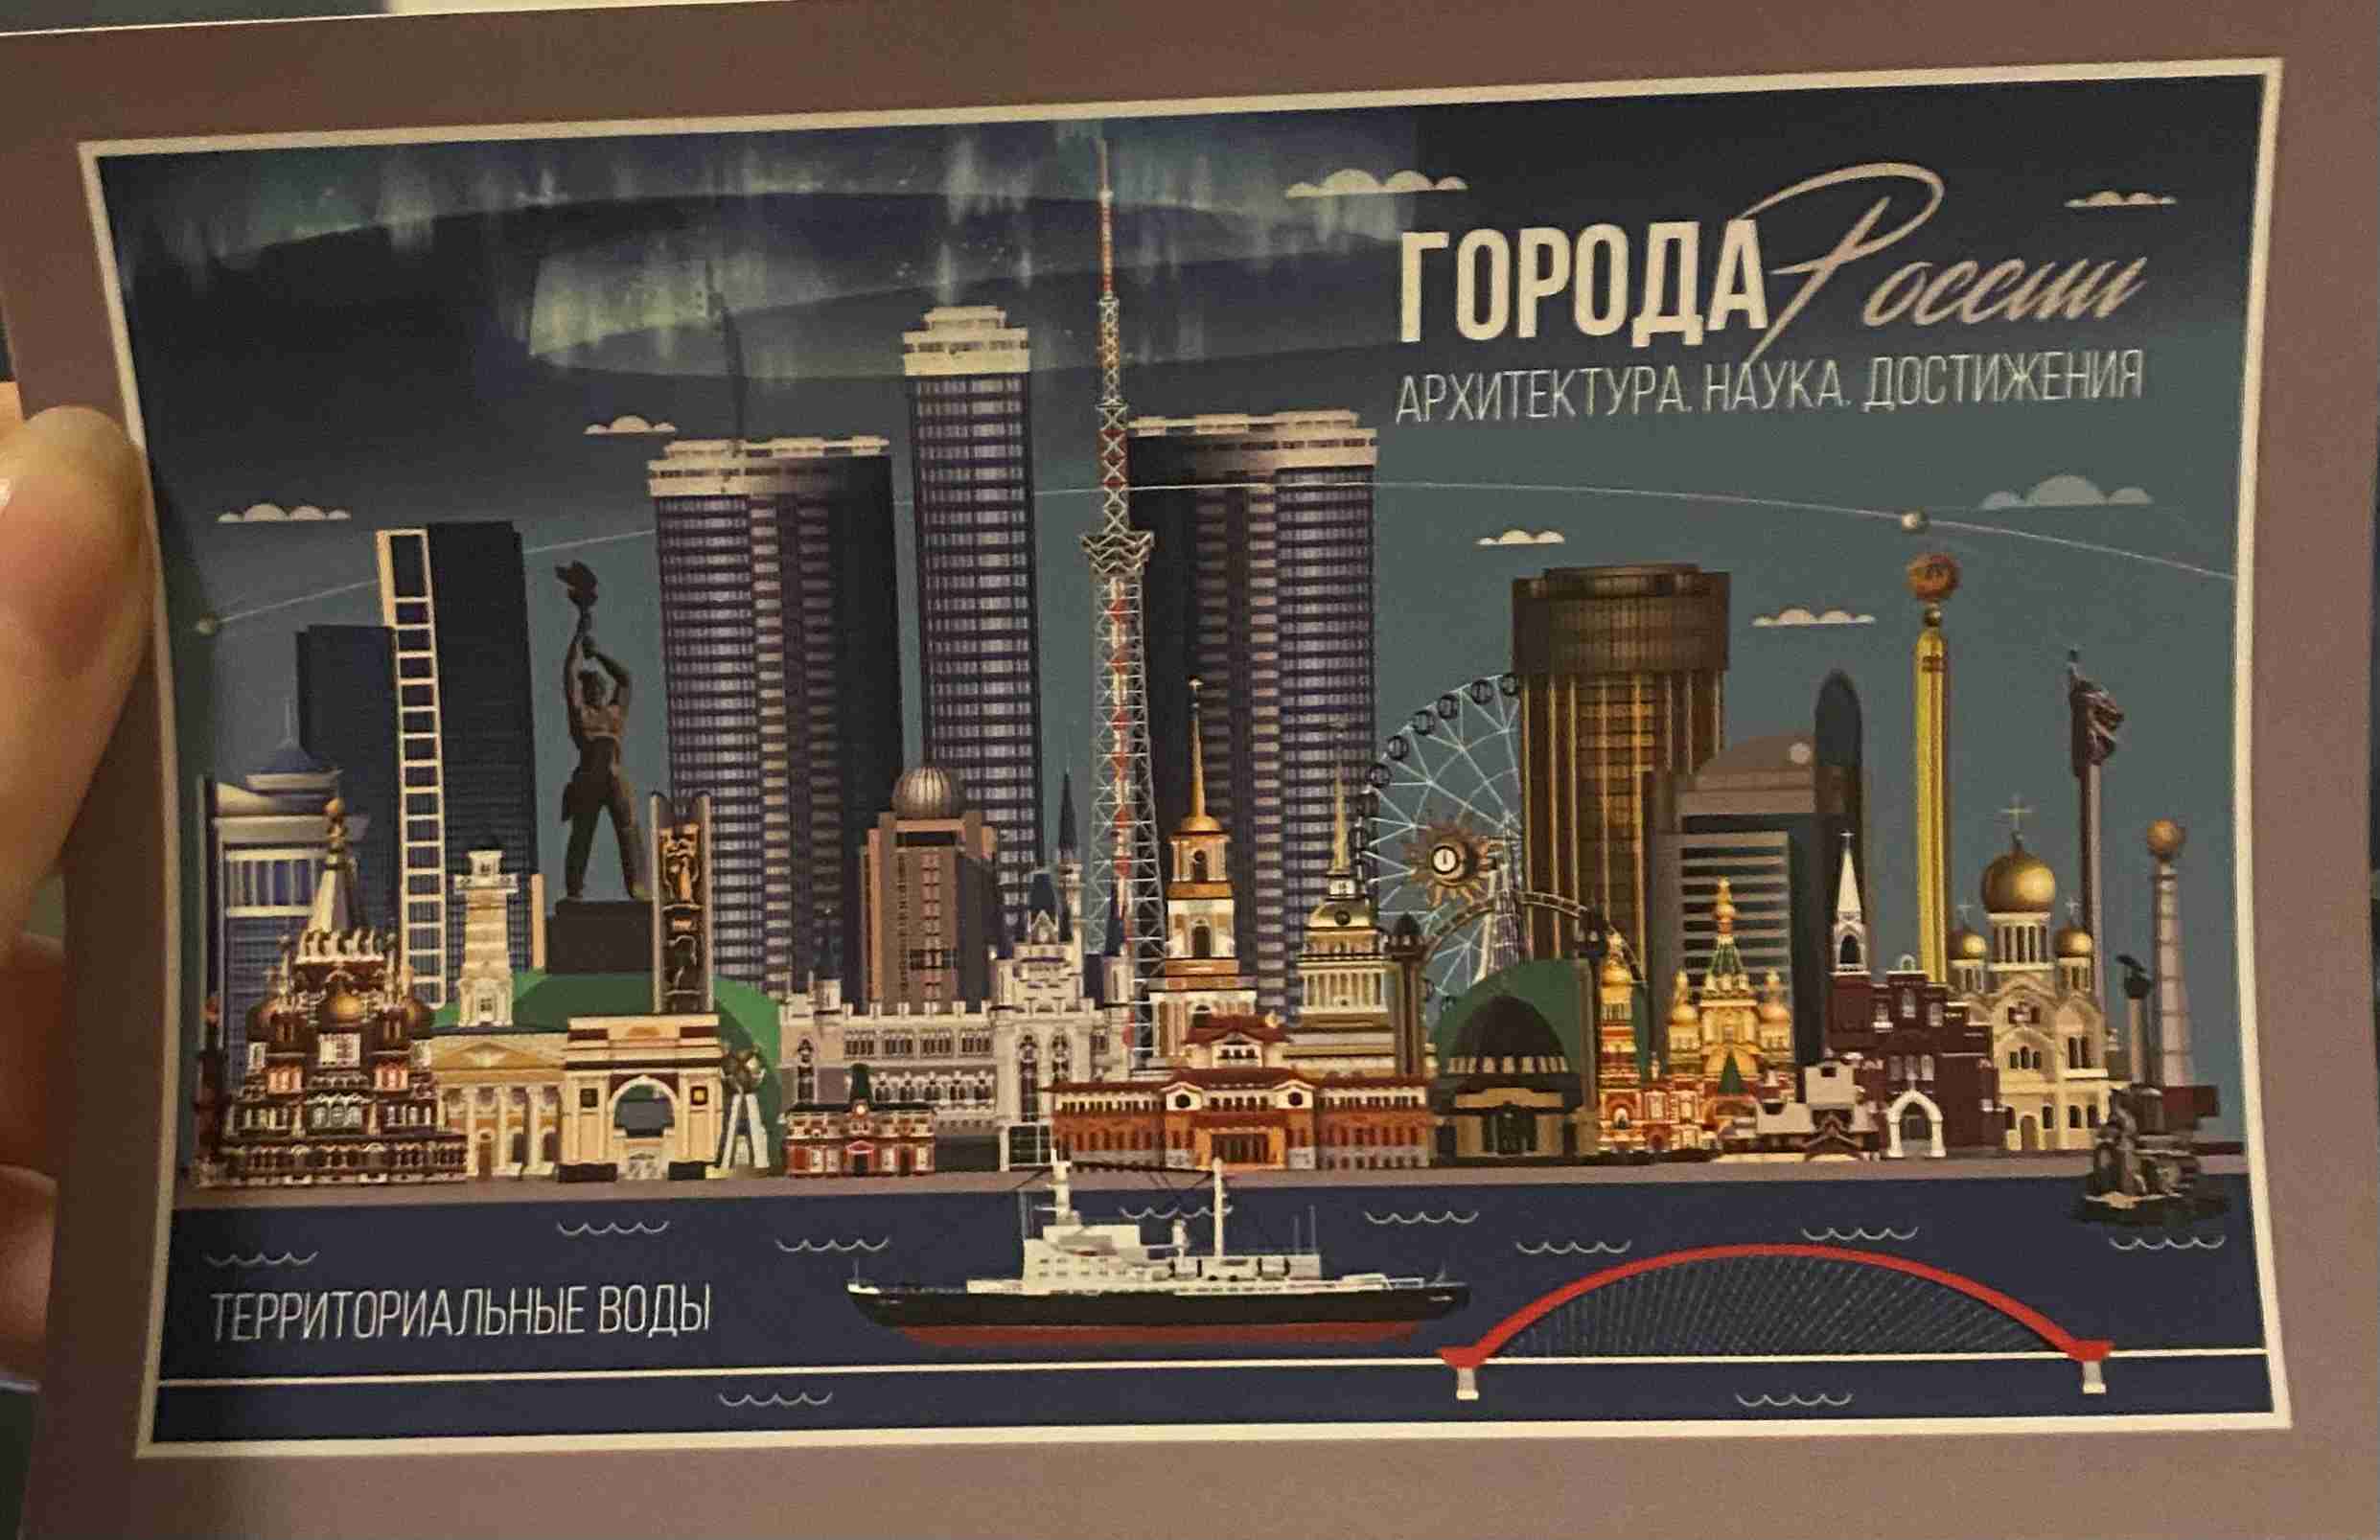 ГОРОДА России
АРХИТЕКТУРА. НАУКА. ДОСТИЖЕНИЯ
ТЕРРИТОРИАЛЬНЫЕ ВОДЫ